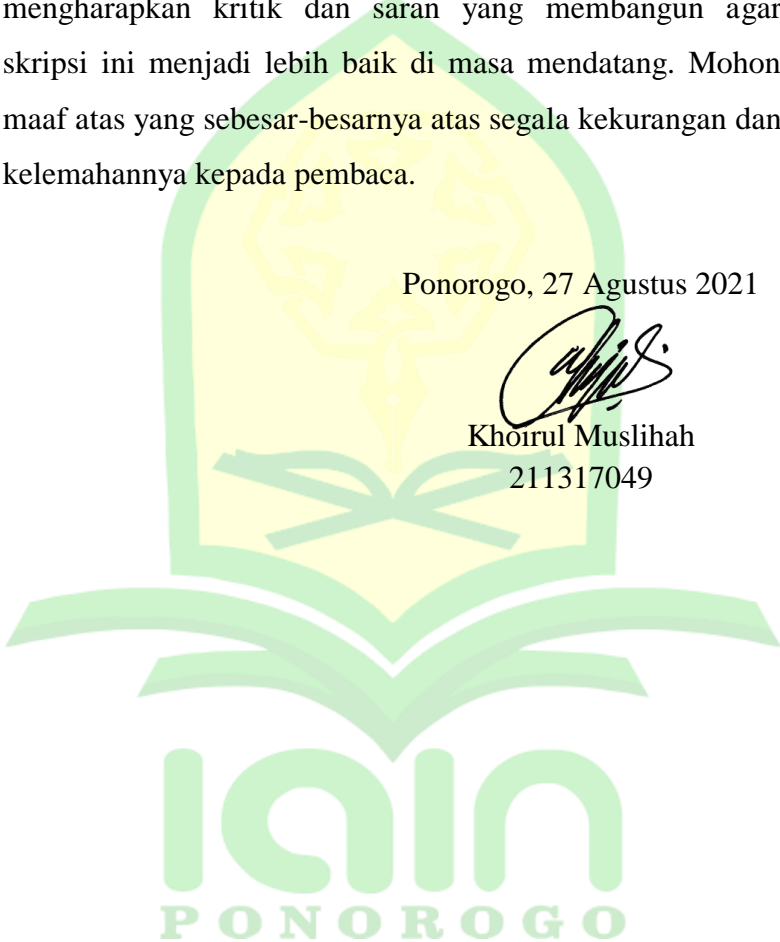 mengharapkan kritik dan saran yang membangun agar
skripsi ini menjadi lebih baik di masa mendatang. Mohon
maaf atas yang sebesar-besarnya atas segala kekurangan dan
kelemahannya kepada pembaca.
Ponorogo, 27 Agustus 2021
Khoirul Muslihah
211317049
IAIN
PONOROGO